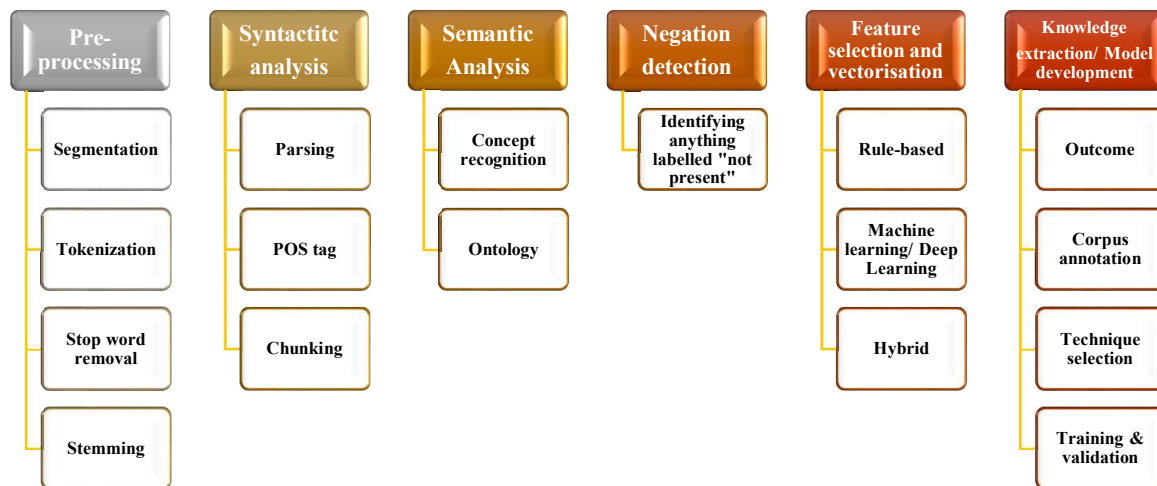 Pre-
processing
Segmentation
Tokenization
Stop word
removal
Stemming
Syntactitc
analysis
Parsing
POS tag
Chunking
Semantic
Analysis
Concept
recognition
Ontology
Negation
detection
Identifying
anything
labelled "not
present"
Feature
selection and
vectorisation
Rule-based
Machine
learning/ Deep
Learning
Hybrid
Knowledge
extraction/ Model
development
Outcome
Corpus
annotation
Technique
selection
Training &
validation